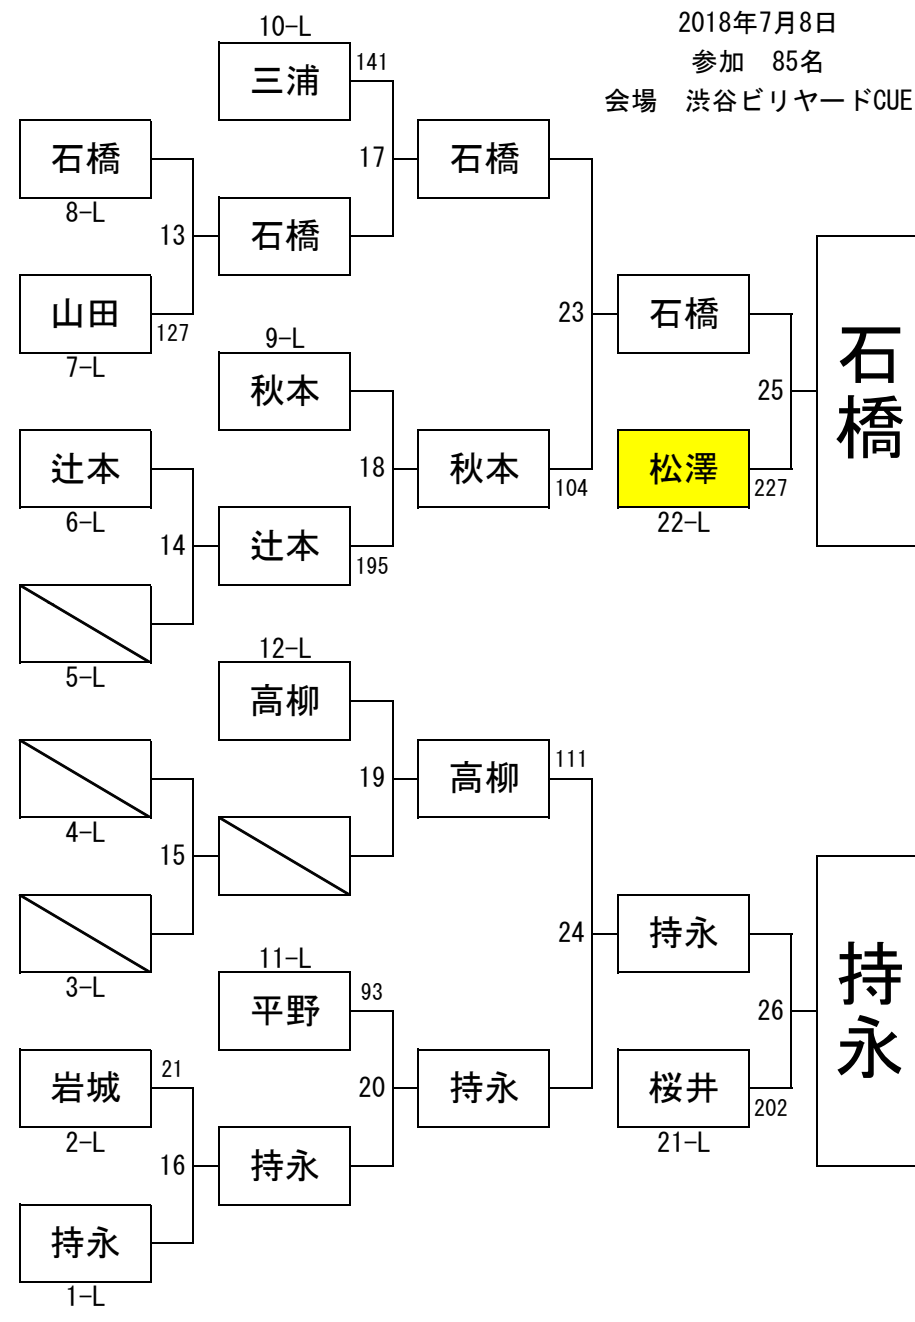 2018年7月8日
参加 85名
会場 渋谷ビリヤードCUE
10-L
三浦
141
石橋
8-L
17
石橋
13
石橋
山田
127
7-L
23
石橋
9-L
秋本
石橋
25
辻本
6-L
18
秋本
104
松澤
227
22-L
14
辻本
195
5-L
12-L
高柳
4-L
19
高柳
111
15
3-L
24
持永
11-L
平野
93
持永
26
岩城
21
2-L
20
持永
桜井
202
21-L
16
持永
持永
1-L